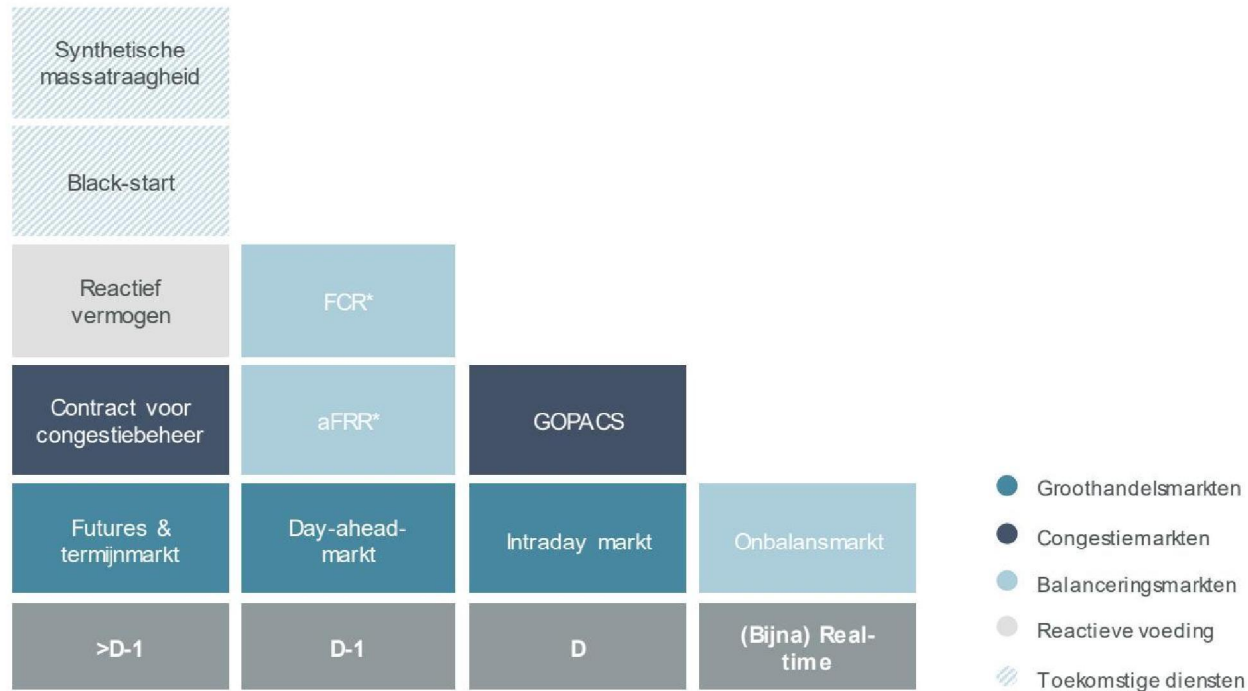 Synthetische
massatraagheid
Black-start
Reactief
vermogen
FCR*
Contract voor
congestiebeheer
aFRR*
GOPACS
Futures &
termijnmarkt
Day-ahead-
markt
Intraday markt
Onbalansmarkt
>D-1
D-1
D
(Bijna) Real-
time
Groothandelsmarkten
Congestiemarkten
Balanceringsmarkten
Reactieve voeding
Toekomstige diensten